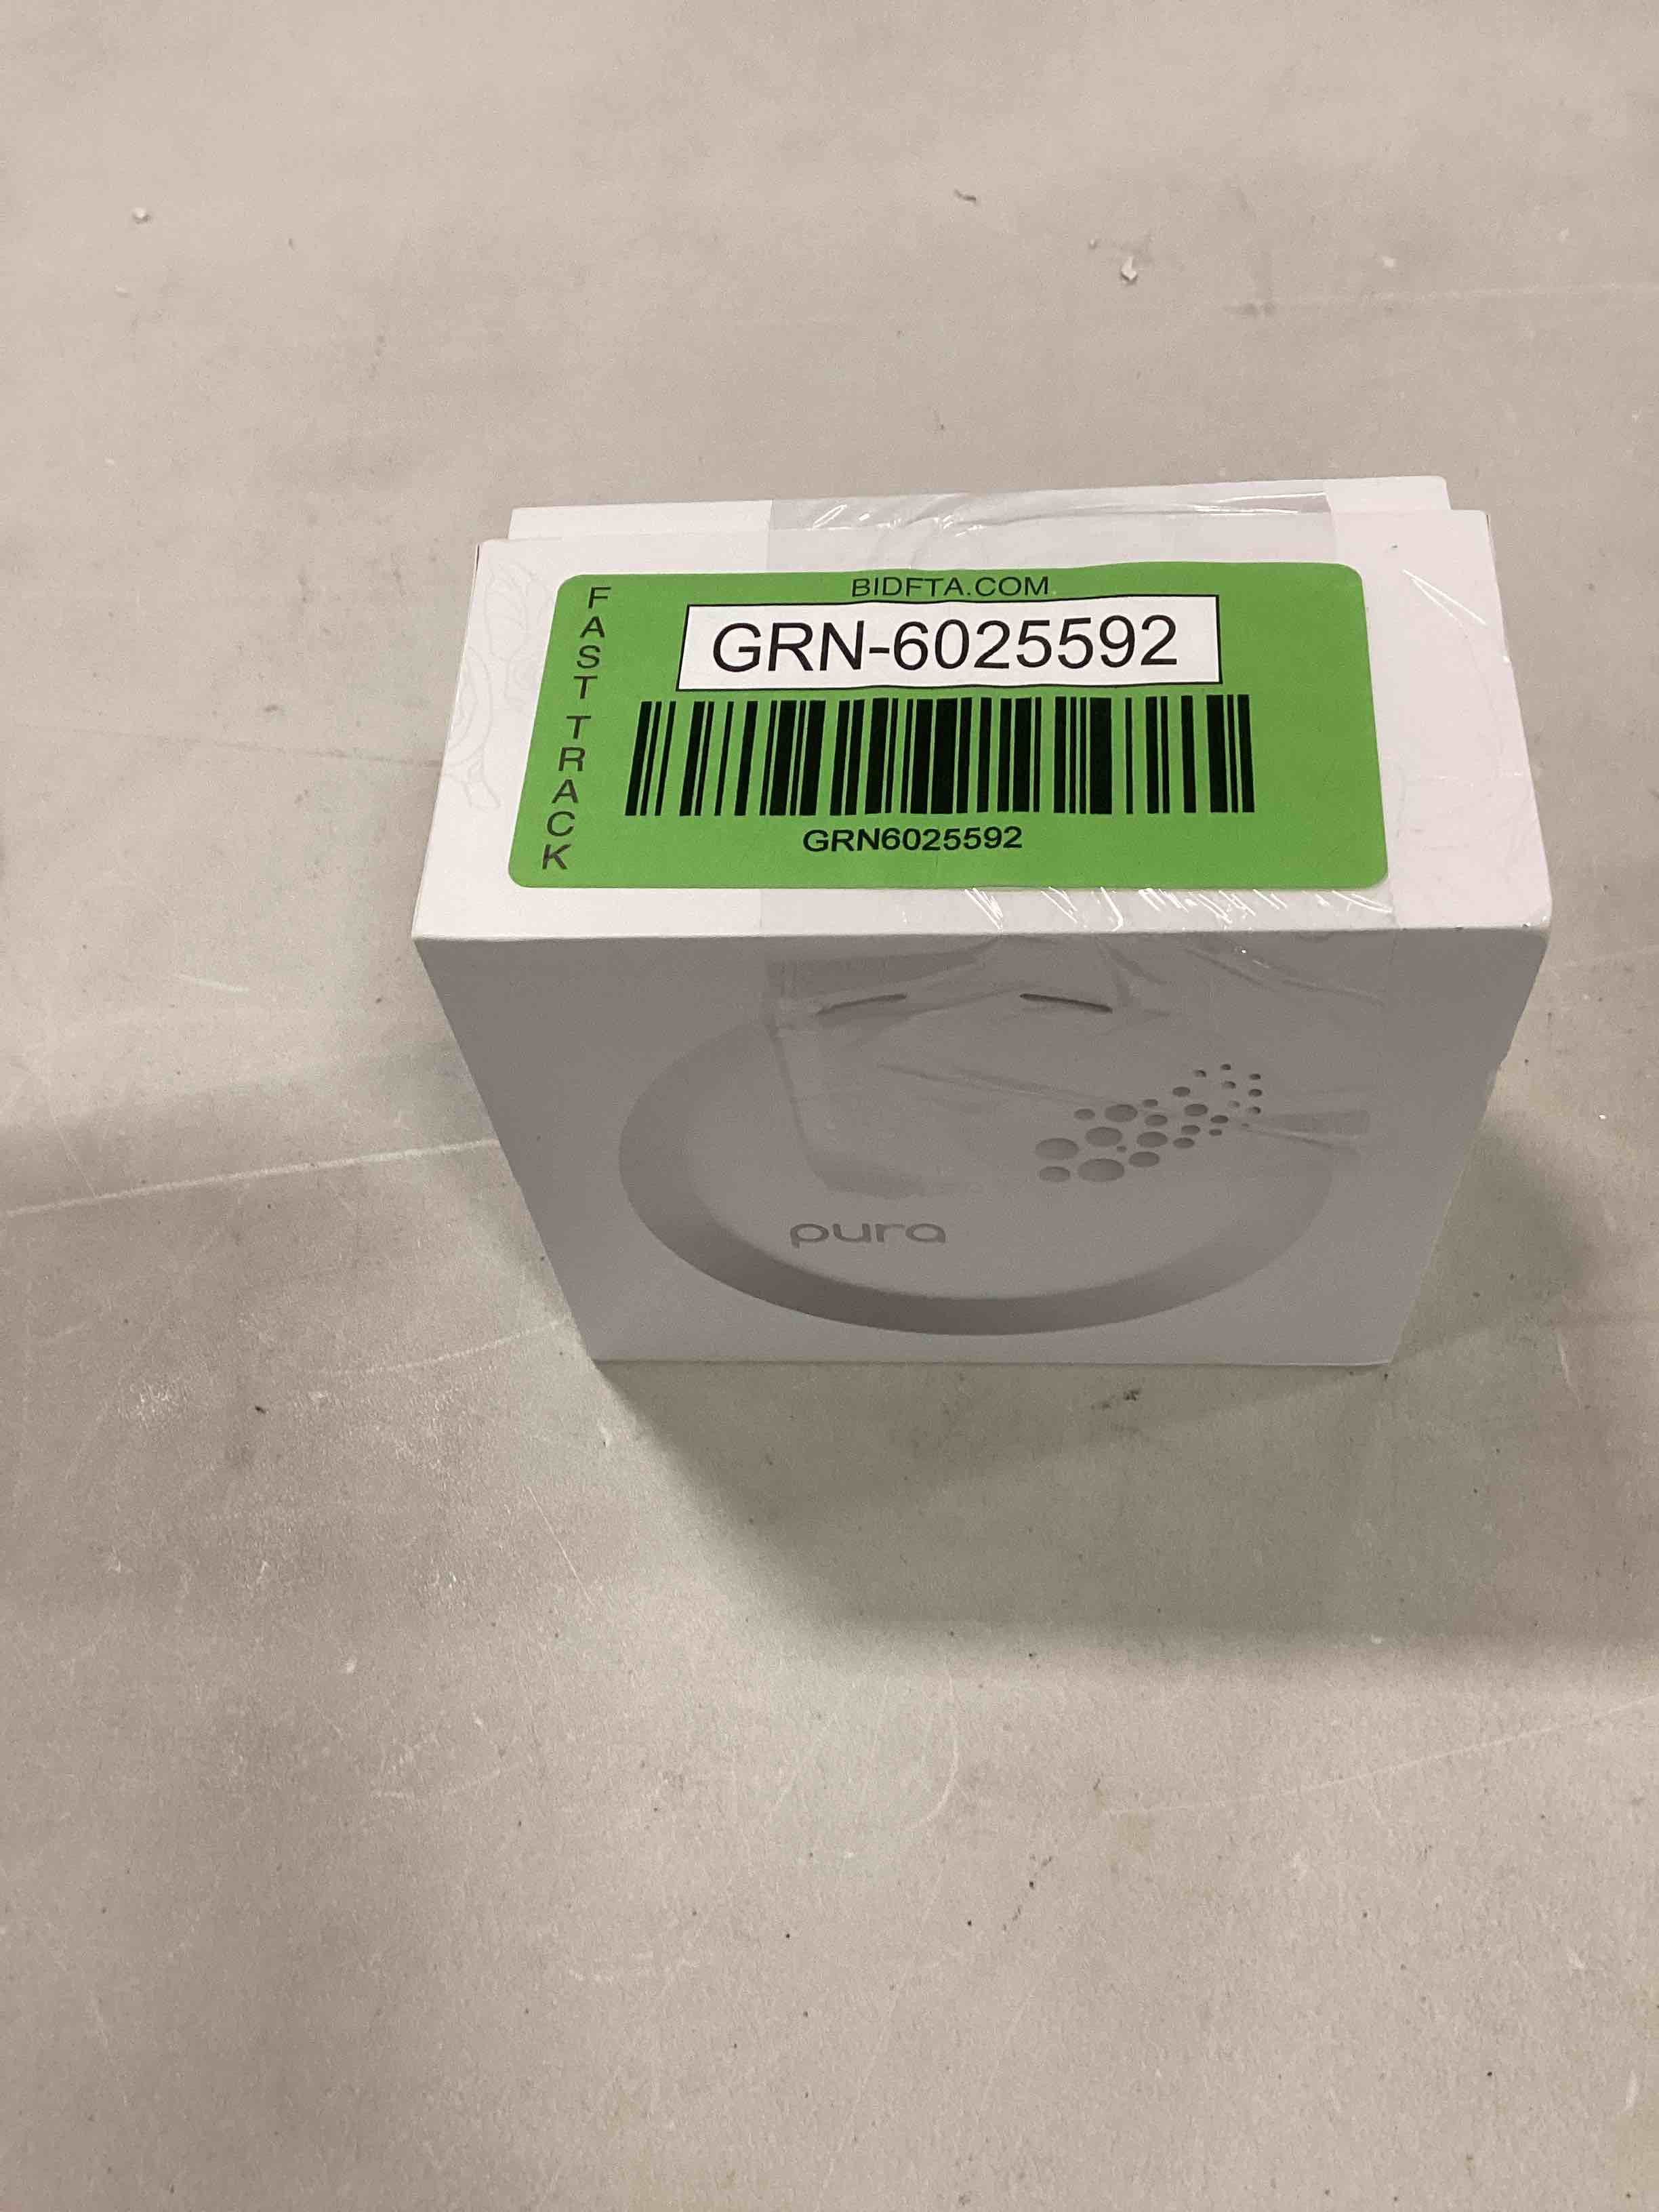 BIDFTA.COM
FAST TRACK
GRN-6025592
GRN6025592
pura